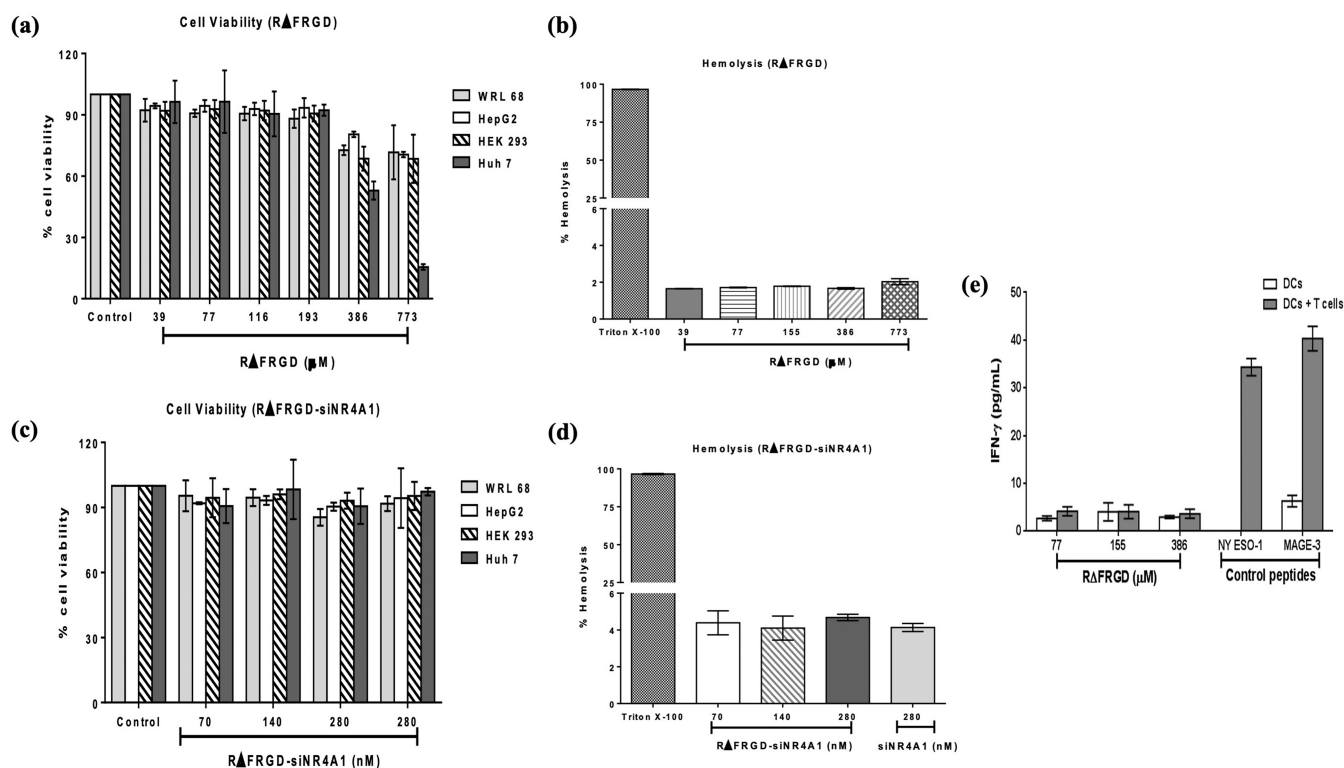 (a)
Cell Viability (R▲FRGD)
% cell viability
120
90
60
30
0
Control 39 77 116 193 386 773
R▲FRGD (µM)
WRL 68
HepG2
HEK 293
Huh 7
(b)
Hemolysis (R▲FRGD)
% Hemolysis
100
75
50
25
6
4
2
0
Triton X-100 39 77 155 386 773
R▲FRGD (µM)
(c)
Cell Viability (R▲FRGD-siNR4A1)
% cell viability
120
90
60
30
0
Control 70 140 280 280
R▲FRGD-siNR4A1 (nM)
WRL 68
HepG2
HEK 293
Huh 7
(d)
Hemolysis (R▲FRGD-siNR4A1)
% Hemolysis
100
75
50
25
6
4
2
0
Triton X-100 70 140 280 280
R▲FRGD-siNR4A1 (nM) siNR4A1 (nM)
(e)
IFN-γ (pg/mL)
50
40
30
20
10
0
77 155 386 NY ESO-1 MAGE-3
RΔFRGD (µM) Control peptides
DCs
DCs + T cells